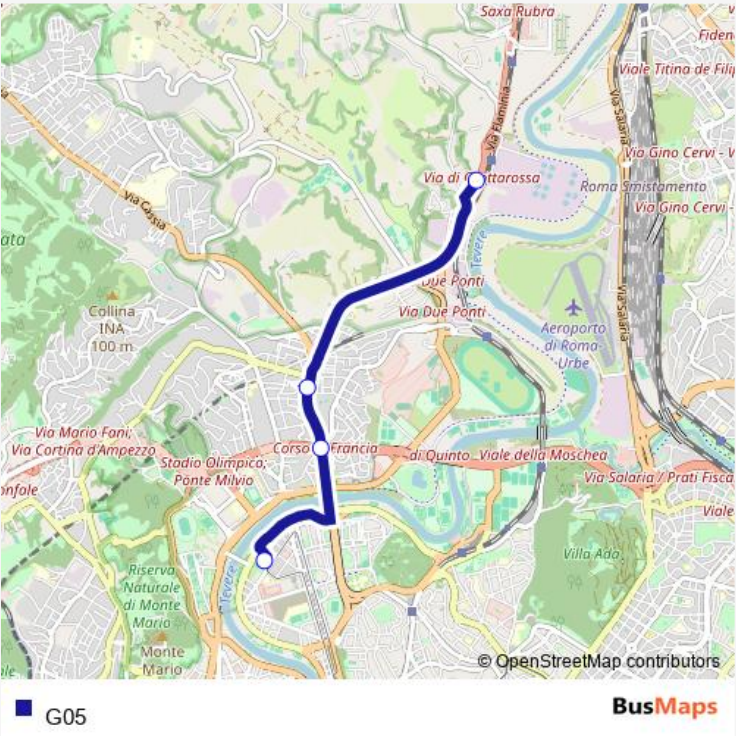 Saxa Rubra
Fiden
Viale Titina de Filip
Via Flaminia
Via Salaria
Via Gino Cervi - V
Via di
ottarossa
Roma Smistamento
Via Gino Cervi -
Via Cassia
Tevere
ata
Due Ponti
Via Due Ponti
Collina
INA
100 m
Aeroporto
di Roma-
Urbe
Via Salaria
Via Mario Fani;
Via Cortina d'Ampezzo
Corso
Francia
di Quinto
Viale della Moschea
Stadio Olimpico;
Ponte Milvio
Via Salaria / Prati Fisca
onfale
Viale
Villa Ada
Riserva
Naturale
di Monte
Mario
Tevere
Monte
Mario
ale
© OpenStreetMap contributors
G05
BusMaps